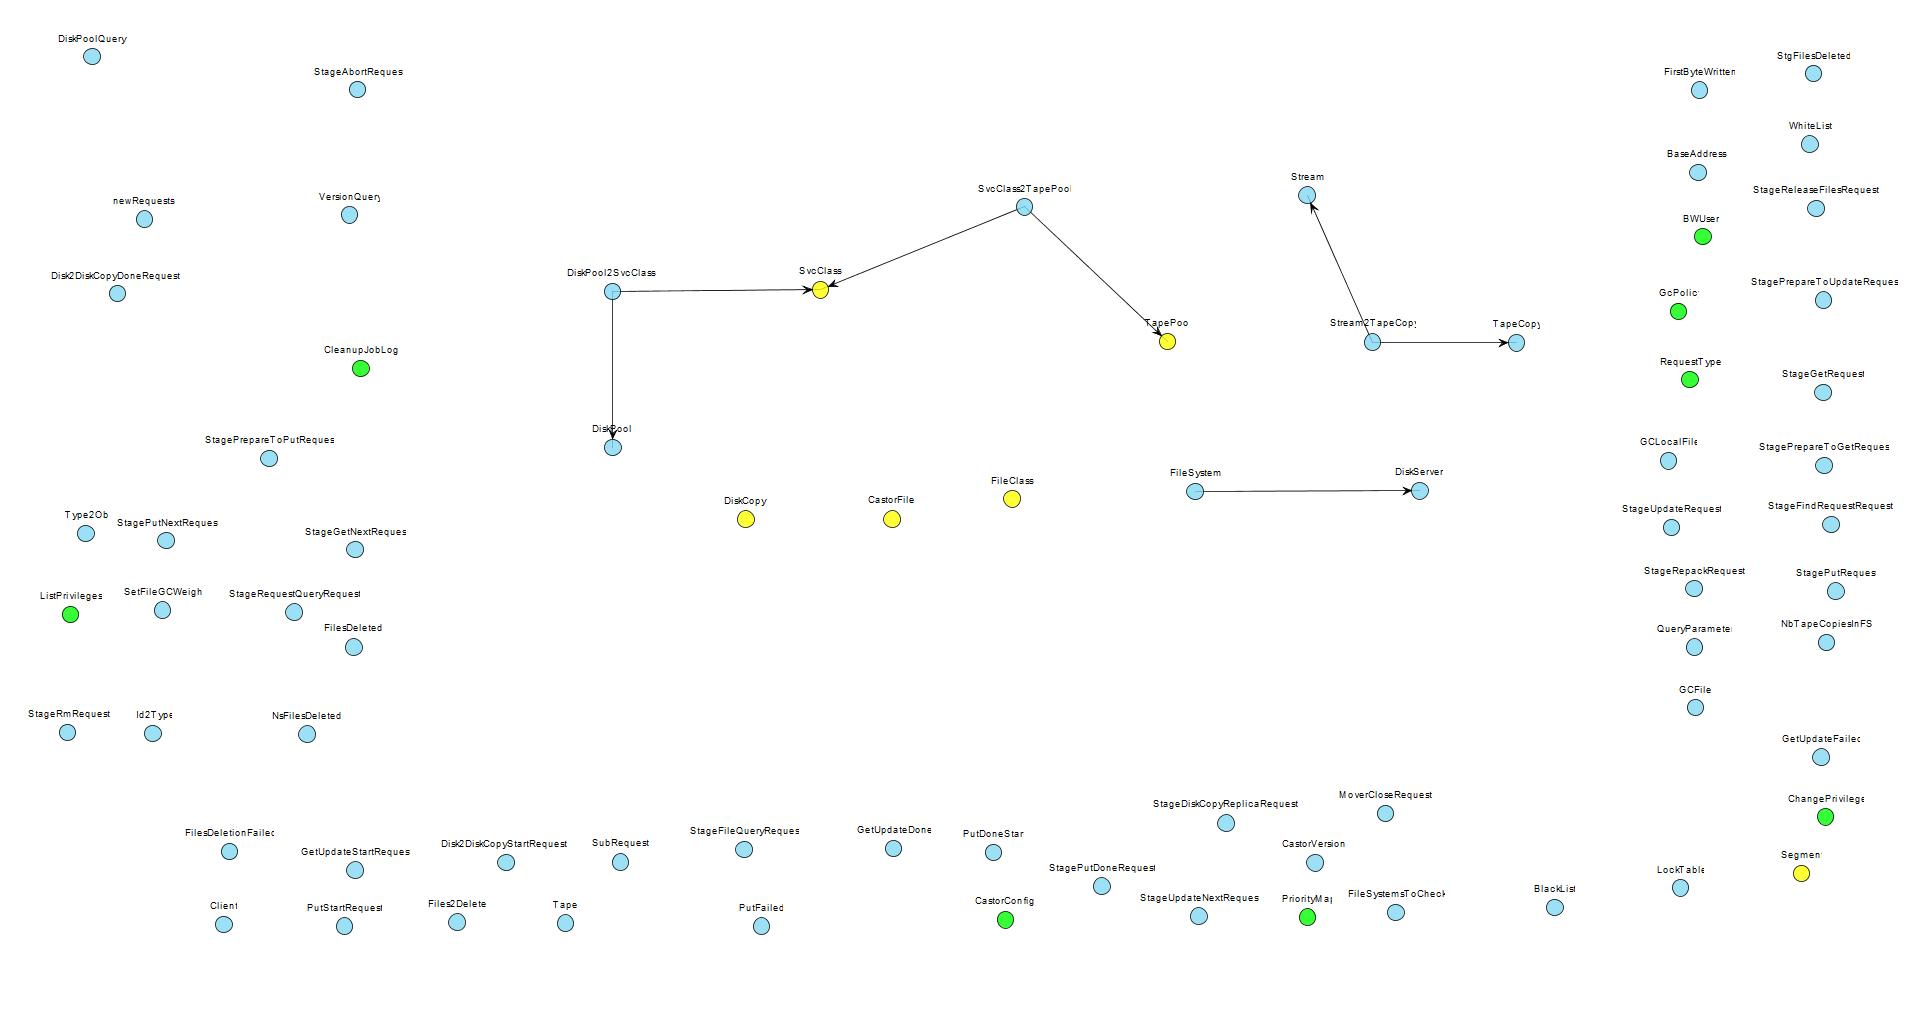 DiskPoolQuery
StageAbortReques
StgFilesDeleted
FirstByteWritten
WhiteList
BaseAddress
Stream
SvcClass2TapePool
StageReleaseFilesRequest
newRequests
VersionQuery
BWUser
DiskPool2SvcClass
SvcClass
Disk2DiskCopyDoneRequest
StagePrepareToUpdateReques
GcPolic
TapePoo
Stream2TapeCopy
TapeCopy
CleanupJobLog
RequestType
StageGetRequest
DiskPool
StagePrepareToPutReques
GCLocalFile
StagePrepareToGetReques
FileSystem
DiskServer
FileClass
DiskCopy
CastorFile
StageUpdateRequest
StageFindRequestRequest
Type2Ob
StagePutNextReques
StageGetNextReques
StageRepackRequest
StagePutReques
ListPrivileges
SetFileGCWeigh
StageRequestQueryRequest
FilesDeleted
QueryParameter
NbTapeCopiesInFS
GCFile
StageRmRequest
Id2Type
NsFilesDeleted
GetUpdateFailed
MoverCloseRequest
StageDiskCopyReplicaRequest
ChangePrivilege
FilesDeletionFailed
GetUpdateStartReques
Disk2DiskCopyStartRequest
SubRequest
StageFileQueryReques
GetUpdateDone
PutDoneStar
CastorVersion
StagePutDoneRequest
LockTable
Segmen
Client
PutStartRequest
Files2Delete
Tape
PutFailed
CastorConfig
StageUpdateNextReques
PriorityMap
FileSystemsToCheck
BlackList